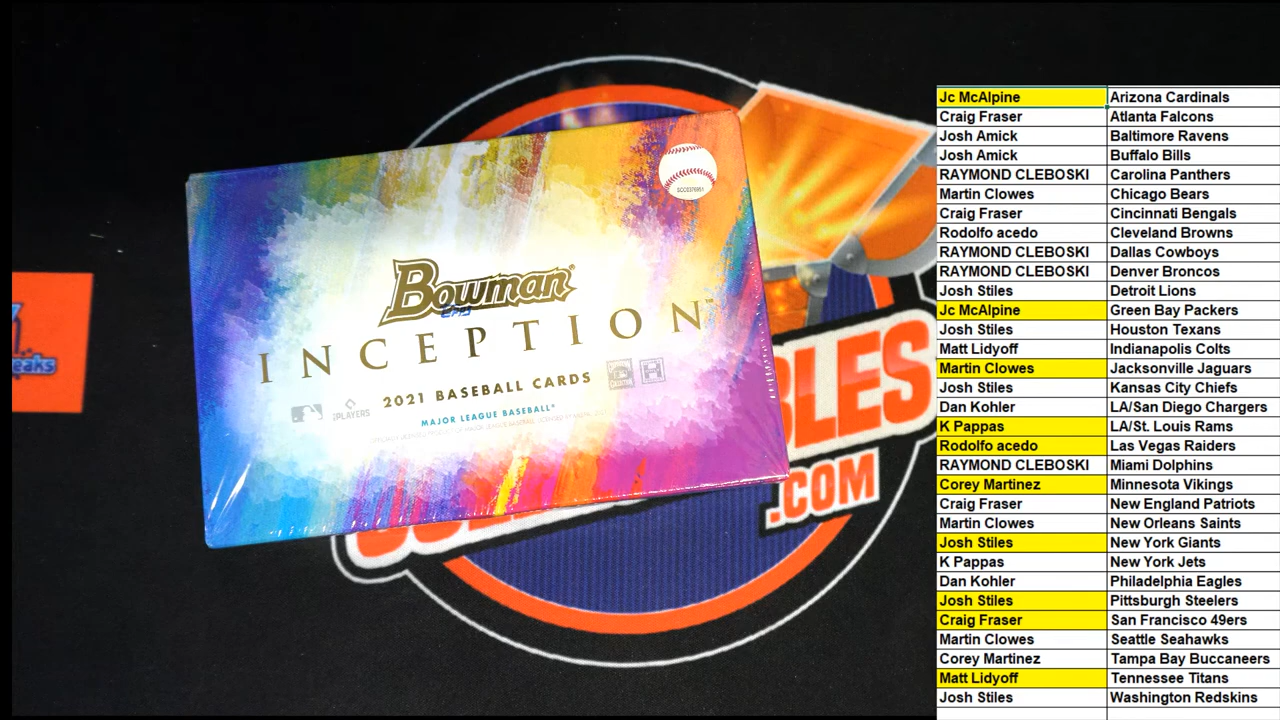 Bowman
INCEPTION™
2021 BASEBALL CARDS
MAJOR LEAGUE BASEBALL®
PLAYERS
BLES
.COM
eaks
Jc McAlpine Arizona Cardinals
Craig Fraser Atlanta Falcons
Josh Amick Baltimore Ravens
Josh Amick Buffalo Bills
RAYMOND CLEBOSKI Carolina Panthers
Martin Clowes Chicago Bears
Craig Fraser Cincinnati Bengals
Rodolfo acedo Cleveland Browns
RAYMOND CLEBOSKI Dallas Cowboys
RAYMOND CLEBOSKI Denver Broncos
Josh Stiles Detroit Lions
Jc McAlpine Green Bay Packers
Josh Stiles Houston Texans
Matt Lidyoff Indianapolis Colts
Martin Clowes Jacksonville Jaguars
Josh Stiles Kansas City Chiefs
Dan Kohler LA/San Diego Chargers
K Pappas LA/St. Louis Rams
Rodolfo acedo Las Vegas Raiders
RAYMOND CLEBOSKI Miami Dolphins
Corey Martinez Minnesota Vikings
Craig Fraser New England Patriots
Martin Clowes New Orleans Saints
Josh Stiles New York Giants
K Pappas New York Jets
Dan Kohler Philadelphia Eagles
Josh Stiles Pittsburgh Steelers
Craig Fraser San Francisco 49ers
Martin Clowes Seattle Seahawks
Corey Martinez Tampa Bay Buccaneers
Matt Lidyoff Tennessee Titans
Josh Stiles Washington Redskins